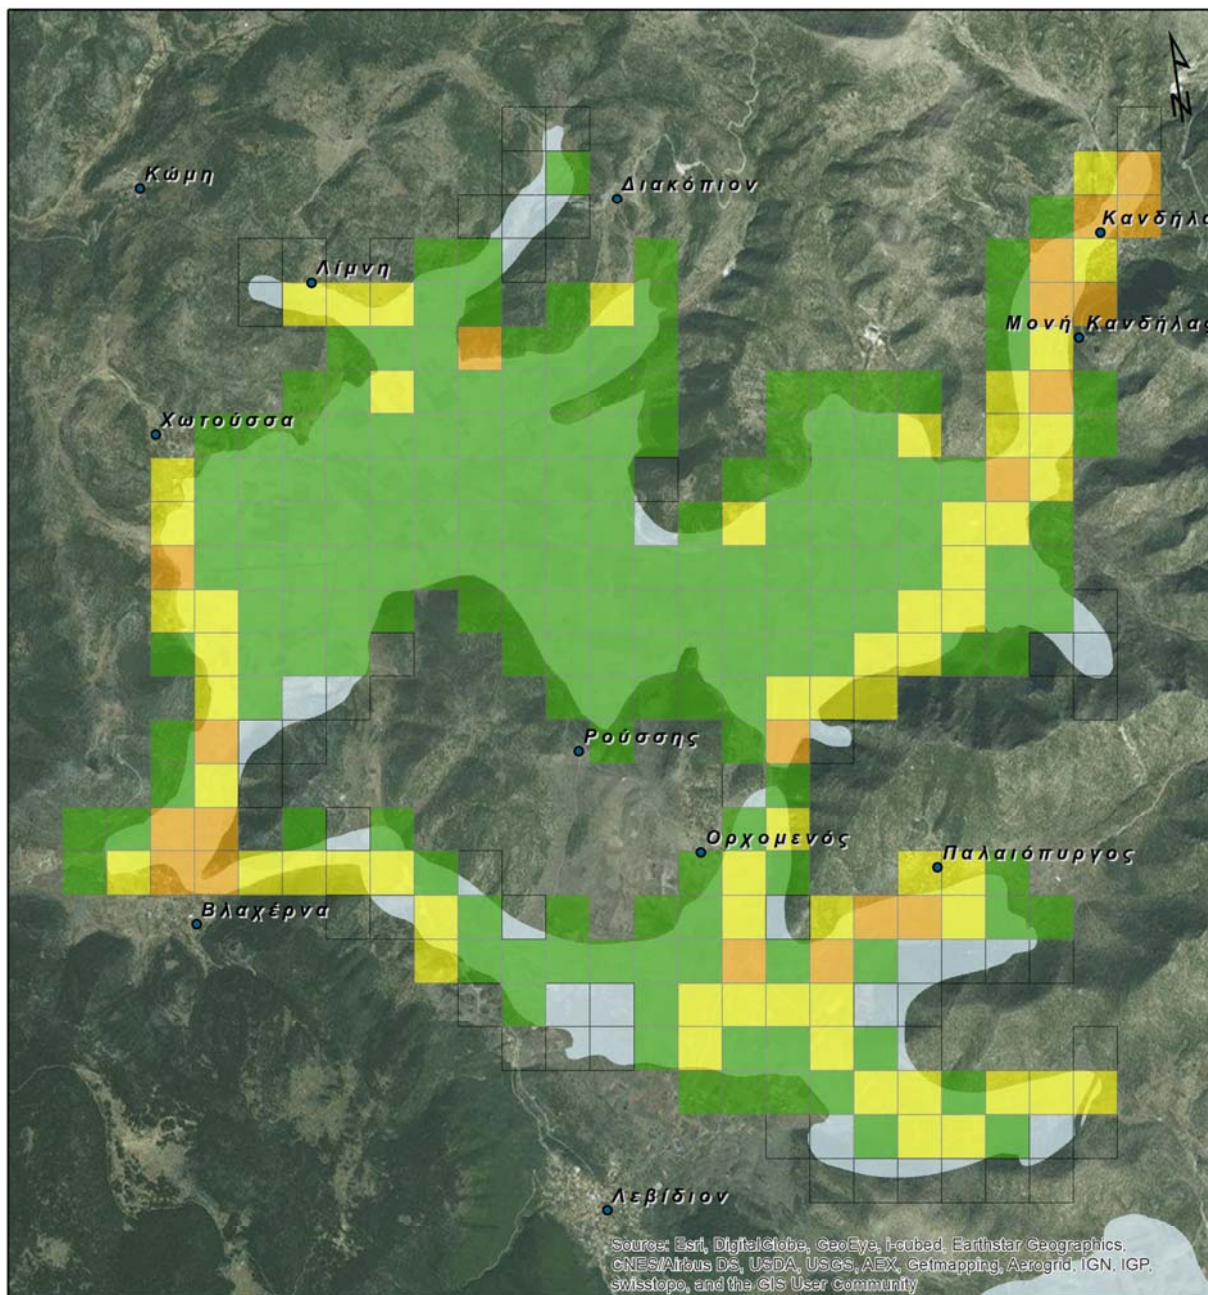 N
Κώμη
Διακόπιον
Κανδήλα
Λίμνη
Μονή Κανδήλας
Χωτούσσα
Ρούσσης
Ορχομενός
Παλαιόπυργος
Βλαχέρνα
Λεβίδιον
Source: Esri, DigitalGlobe, GeoEye, i-cubed, Earthstar Geographics,
CNES/Airbus DS, USDA, USGS, AEX, Getmapping, Aerogrid, IGN, IGP,
swisstopo, and the GIS User Community